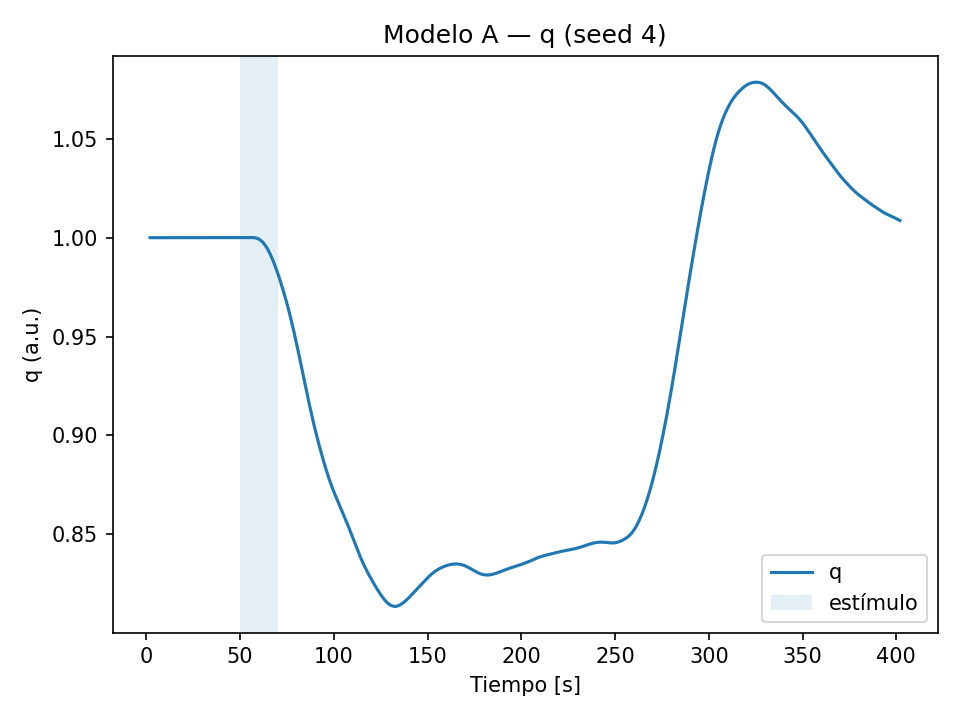 Modelo A — q (seed 4)
q (a.u.)
1.05
1.00
0.95
0.90
0.85
0 50 100 150 200 250 300 350 400
Tiempo [s]
q
estímulo